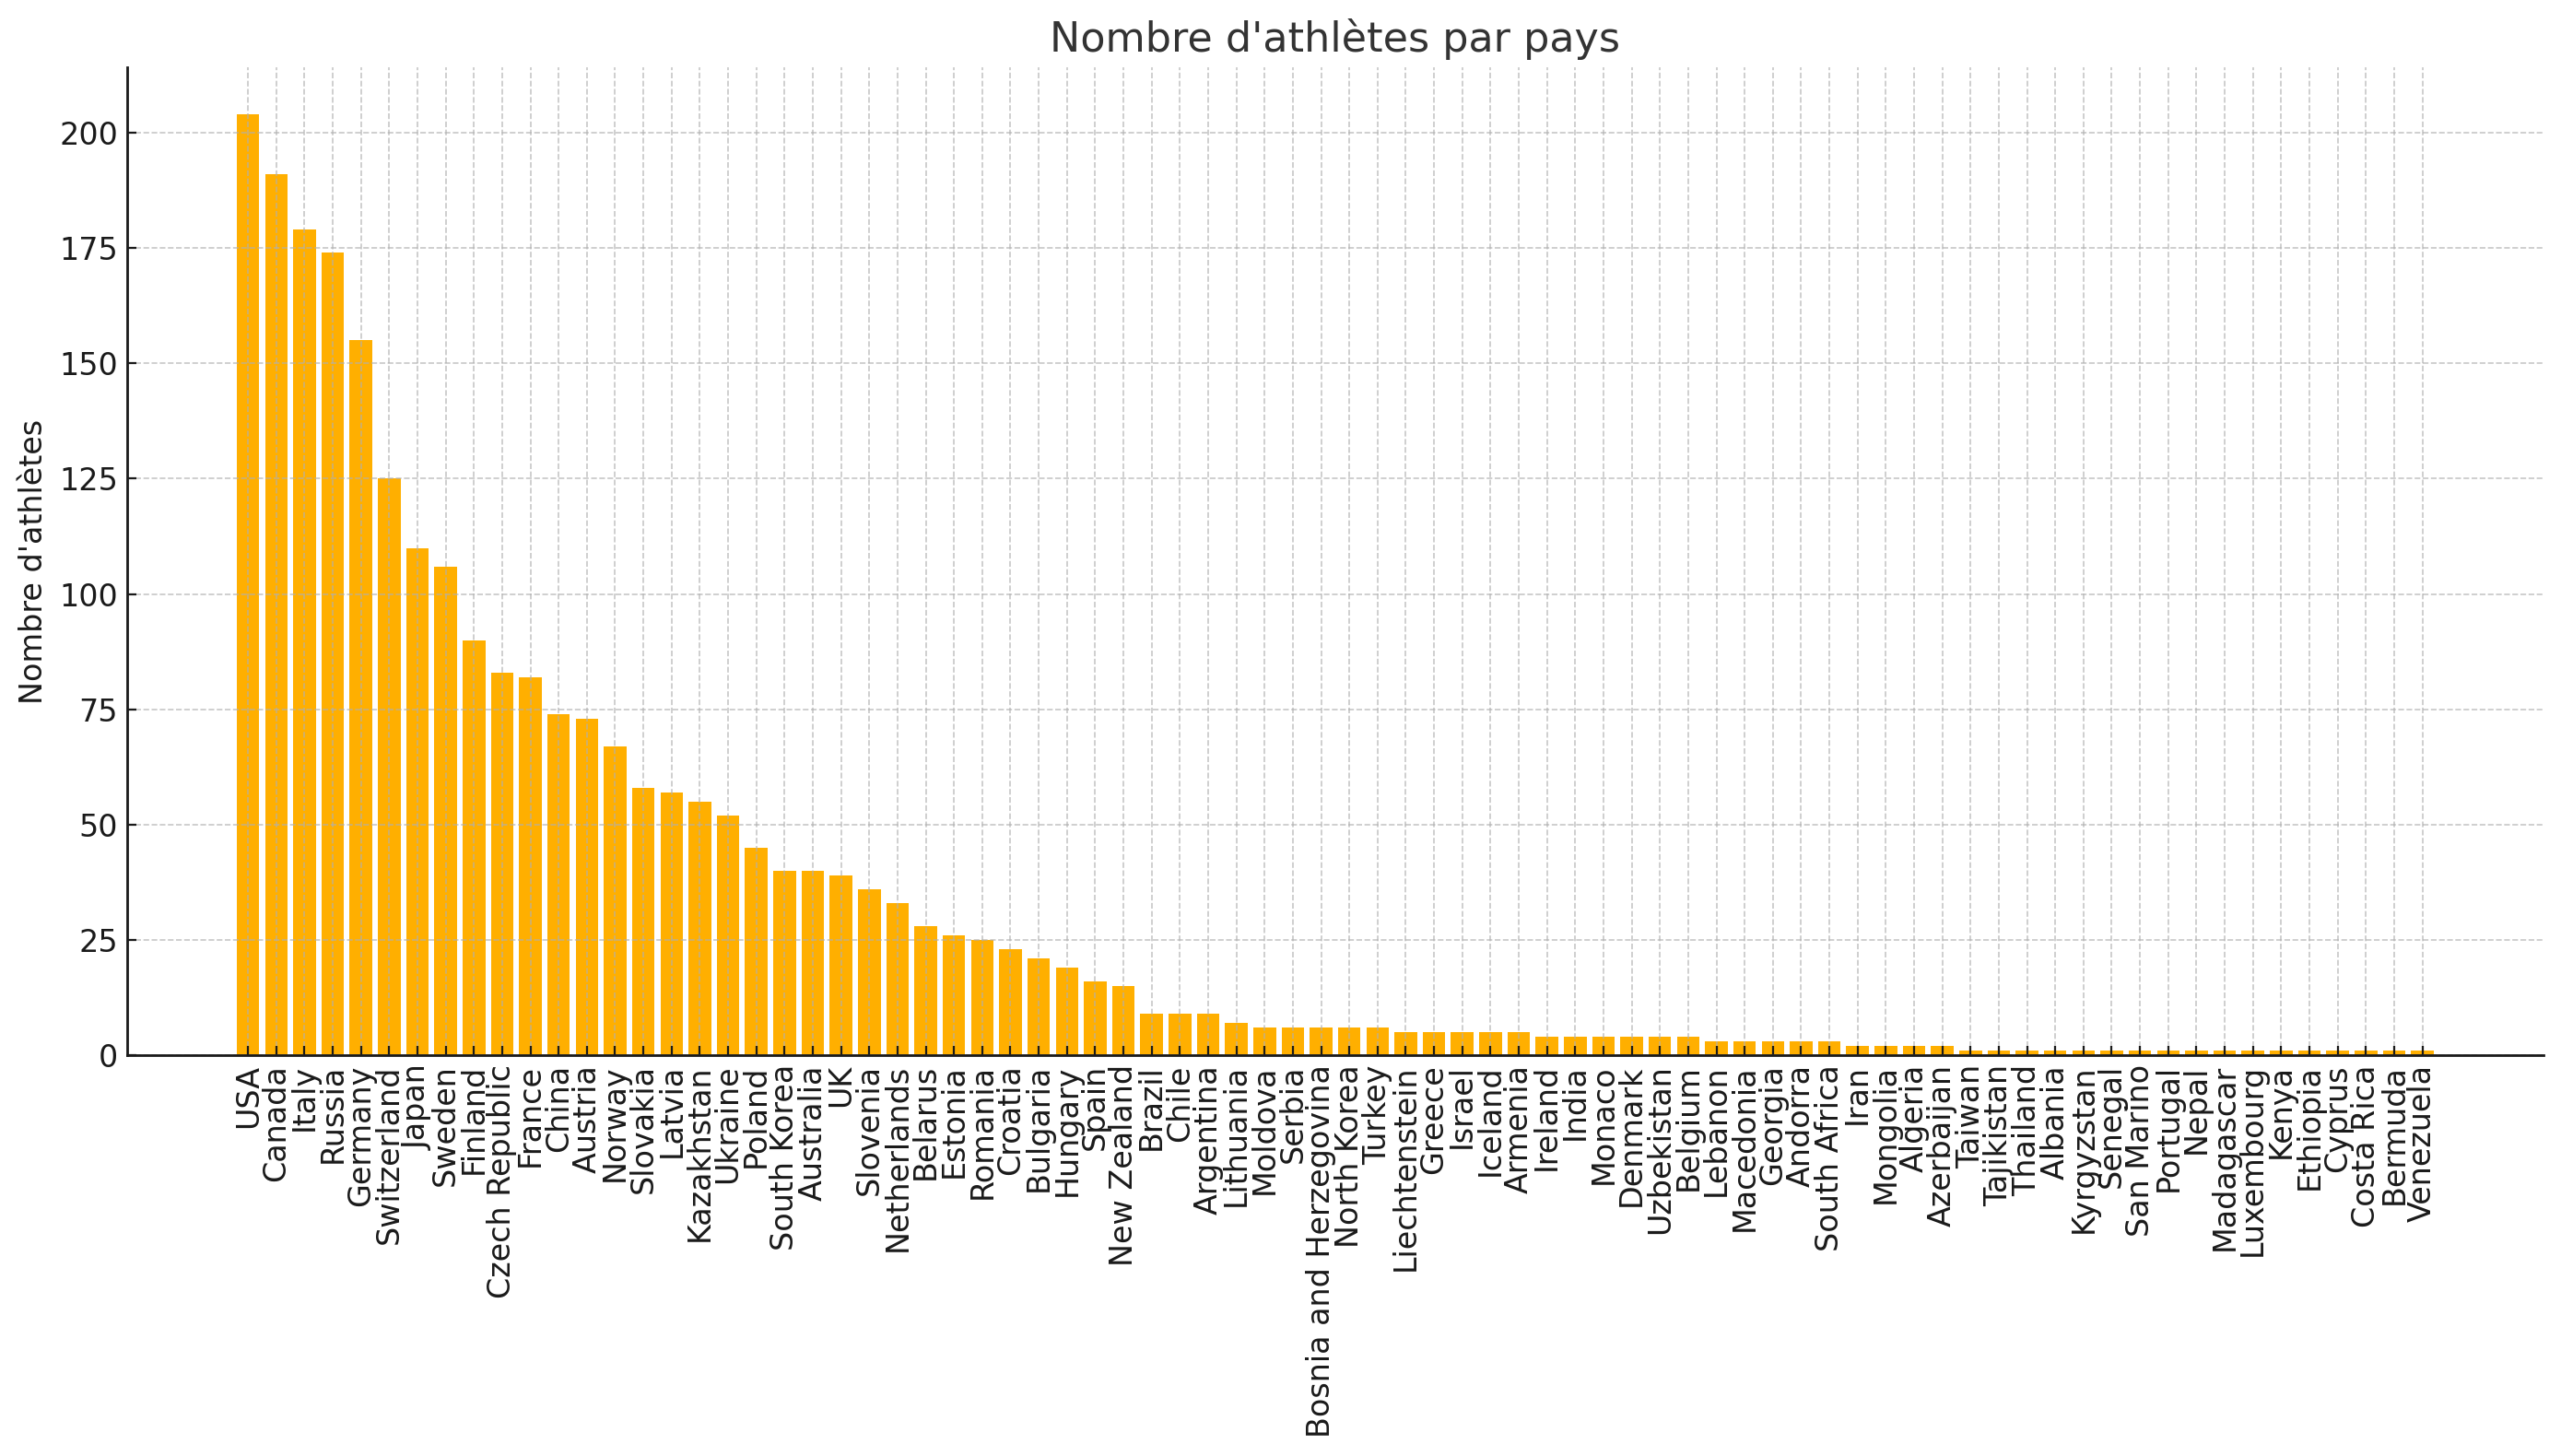 Nombre d'athlètes par pays
Nombre d'athlètes
200
175
150
125
100
75
50
25
0
USA
Canada
Italy
Russia
Germany
Switzerland
Japan
Sweden
Finland
Czech Republic
France
China
Austria
Norway
Slovakia
Latvia
Kazakhstan
Ukraine
Poland
South Korea
Australia
UK
Slovenia
Netherlands
Belarus
Estonia
Romania
Croatia
Bulgaria
Hungary
Spain
New Zealand
Brazil
Chile
Argentina
Lithuania
Moldova
Serbia
Bosnia and Herzegovina
North Korea
Turkey
Liechtenstein
Greece
Israel
Iceland
Armenia
Ireland
India
Monaco
Denmark
Uzbekistan
Belgium
Lebanon
Macedonia
Georgia
Andorra
South Africa
Iran
Mongolia
Algeria
Azerbaijan
Taiwan
Tajikistan
Thailand
Albania
Kyrgyzstan
Senegal
San Marino
Portugal
Nepal
Madagascar
Luxembourg
Kenya
Ethiopia
Cyprus
Costa Rica
Bermuda
Venezuela